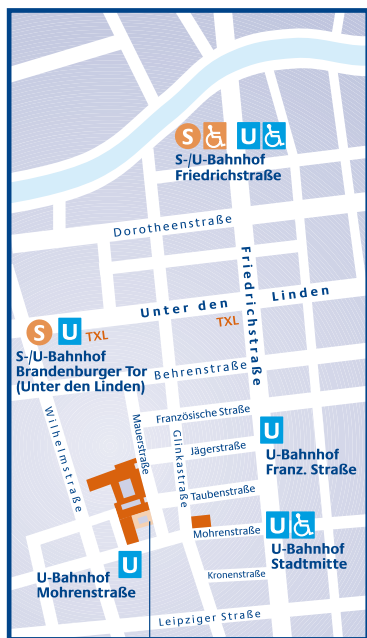 S U
S-/U-Bahnhof
Friedrichstraße
Dorotheenstraße
Friedrichstraße
Unter den Linden
TXL
S U TXL
S-/U-Bahnhof
Brandenburger Tor
(Unter den Linden)
Behrenstraße
Französische Straße
Wilhelmstraße
Mauerstraße
Glinkastraße
Jägerstraße
U
U-Bahnhof
Franz. Straße
Taubenstraße
Mohrenstraße
U
U-Bahnhof
Stadtmitte
U
U-Bahnhof
Mohrenstraße
Kronenstraße
Leipziger Straße